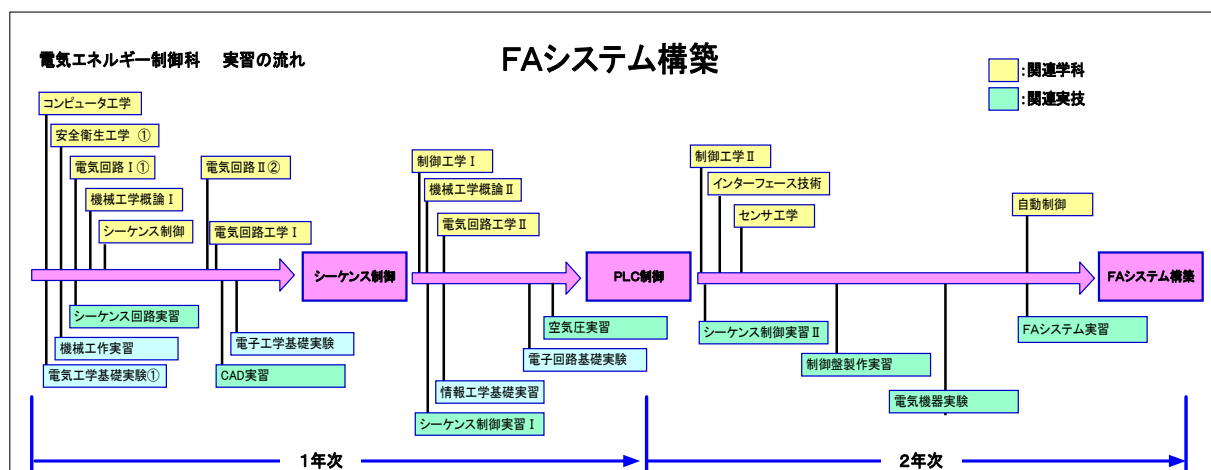 電気エネルギー制御科 実習の流れ
FAシステム構築
:関連学科
:関連実技
コンピュータ工学
安全衛生工学 ①
電気回路Ⅰ①
機械工学概論Ⅰ
シーケンス制御
電気回路Ⅱ②
電気回路工学Ⅰ
制御工学Ⅰ
機械工学概論Ⅱ
電気回路工学Ⅱ
制御工学Ⅱ
インターフェース技術
センサ工学
自動制御
シーケンス制御
PLC制御
FAシステム構築
シーケンス回路実習
機械工作実習
電気工学基礎実験①
電子工学基礎実験
CAD実習
空気圧実習
電子回路基礎実験
情報工学基礎実習
シーケンス制御実習Ⅰ
シーケンス制御実習Ⅱ
制御盤製作実習
電気機器実験
FAシステム実習
1年次
2年次